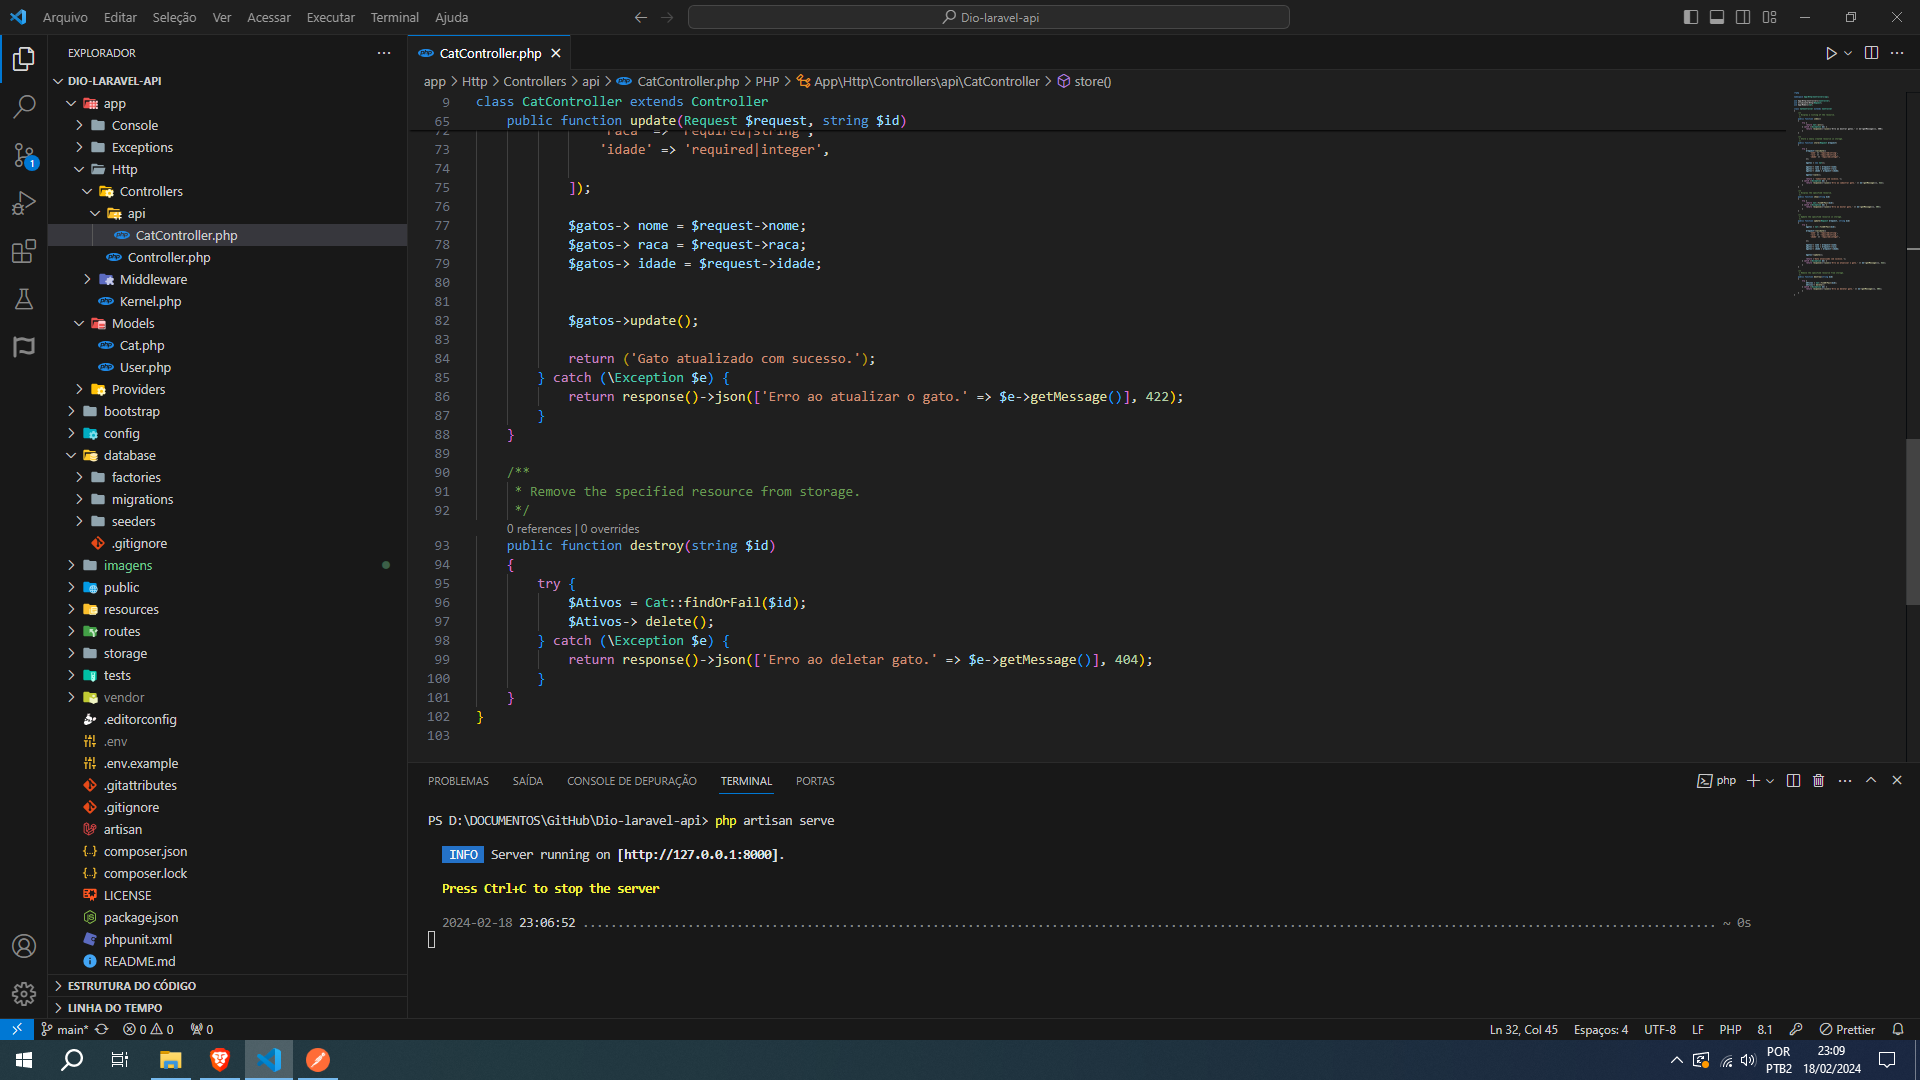 Arquivo Editar Seleção Ver Acessar Executar Terminal Ajuda
Dio-laravel-api
EXPLORADOR
DIO-LARAVEL-API
app
Console
Exceptions
Http
Controllers
api
CatController.php
Controller.php
Middleware
Kernel.php
Models
Cat.php
User.php
Providers
bootstrap
config
database
factories
migrations
seeders
.gitignore
imagens
public
resources
routes
storage
tests
vendor
.editorconfig
.env
.env.example
.gitattributes
.gitignore
artisan
composer.json
composer.lock
LICENSE
package.json
phpunit.xml
README.md
ESTRUTURA DO CÓDIGO
LINHA DO TEMPO
CatController.php
app > Http > Controllers > api > CatController.php > PHP > App\Http\Controllers\api\CatController > store()
9 class CatController extends Controller
65 public function update(Request $request, string $id)
72 'raca' => 'required|string',
73 'idade' => 'required|integer',
74
75 ]);
76
77 $gatos-> nome = $request->nome;
78 $gatos-> raca = $request->raca;
79 $gatos-> idade = $request->idade;
80
81
82 $gatos->update();
83
84 return ('Gato atualizado com sucesso.');
85 } catch (\Exception $e) {
86 return response()->json(['Erro ao atualizar o gato.' => $e->getMessage()], 422);
87 }
88 }
89
90 /**
91 * Remove the specified resource from storage.
92 */
0 references | 0 overrides
93 public function destroy(string $id)
94 {
95 try {
96 $Ativos = Cat::findOrFail($id);
97 $Ativos-> delete();
98 } catch (\Exception $e) {
99 return response()->json(['Erro ao deletar gato.' => $e->getMessage()], 404);
100 }
101 }
102 }
103
PROBLEMAS SAÍDA CONSOLE DE DEPURAÇÃO TERMINAL PORTAS
php
PS D:\DOCUMENTOS\GitHub\Dio-laravel-api> php artisan serve
INFO Server running on [http://127.0.0.1:8000].
Press Ctrl+C to stop the server
2024-02-18 23:06:52 ........ ~ 0s
main* 0 0 0
Ln 32, Col 45 Espaços: 4 UTF-8 LF PHP 8.1 Prettier
1
POR
PTB2
23:09
18/02/2024